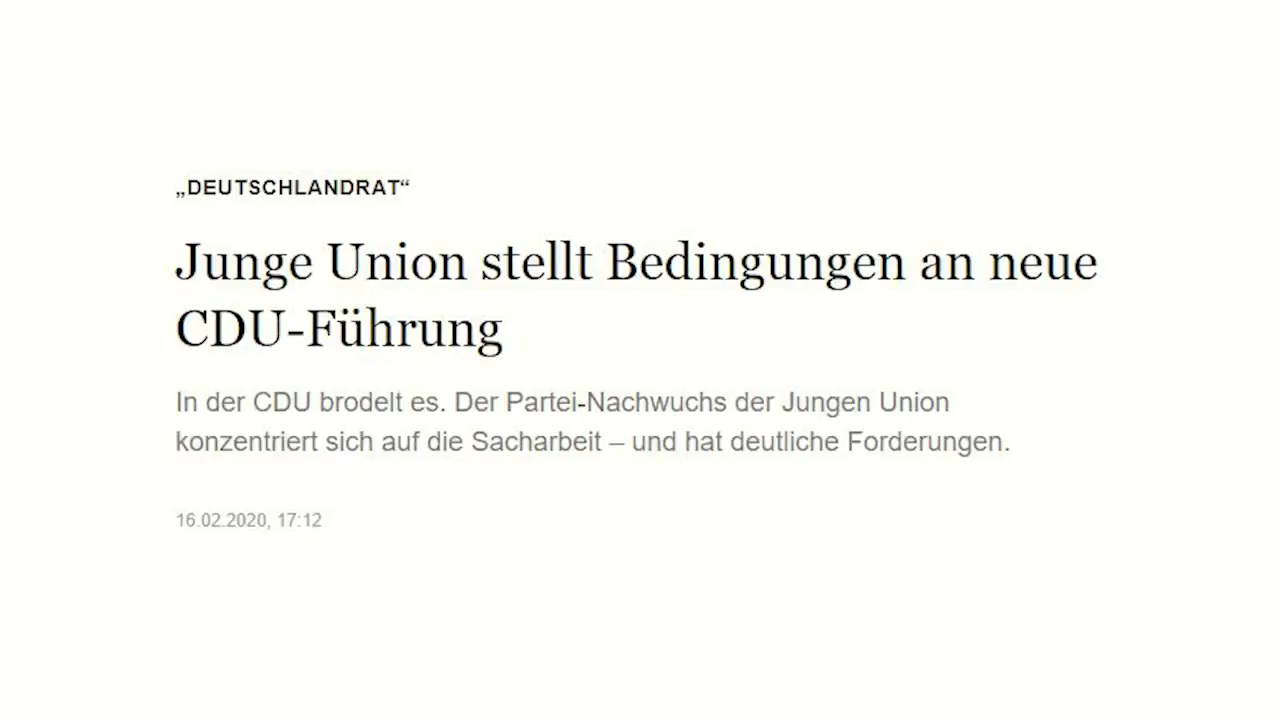 „DEUTSCHLANDRAT“
Junge Union stellt Bedingungen an neue
CDU-Führung
In der CDU brodelt es. Der Partei-Nachwuchs der Jungen Union
konzentriert sich auf die Sacharbeit – und hat deutliche Forderungen.
16.02.2020, 17:12